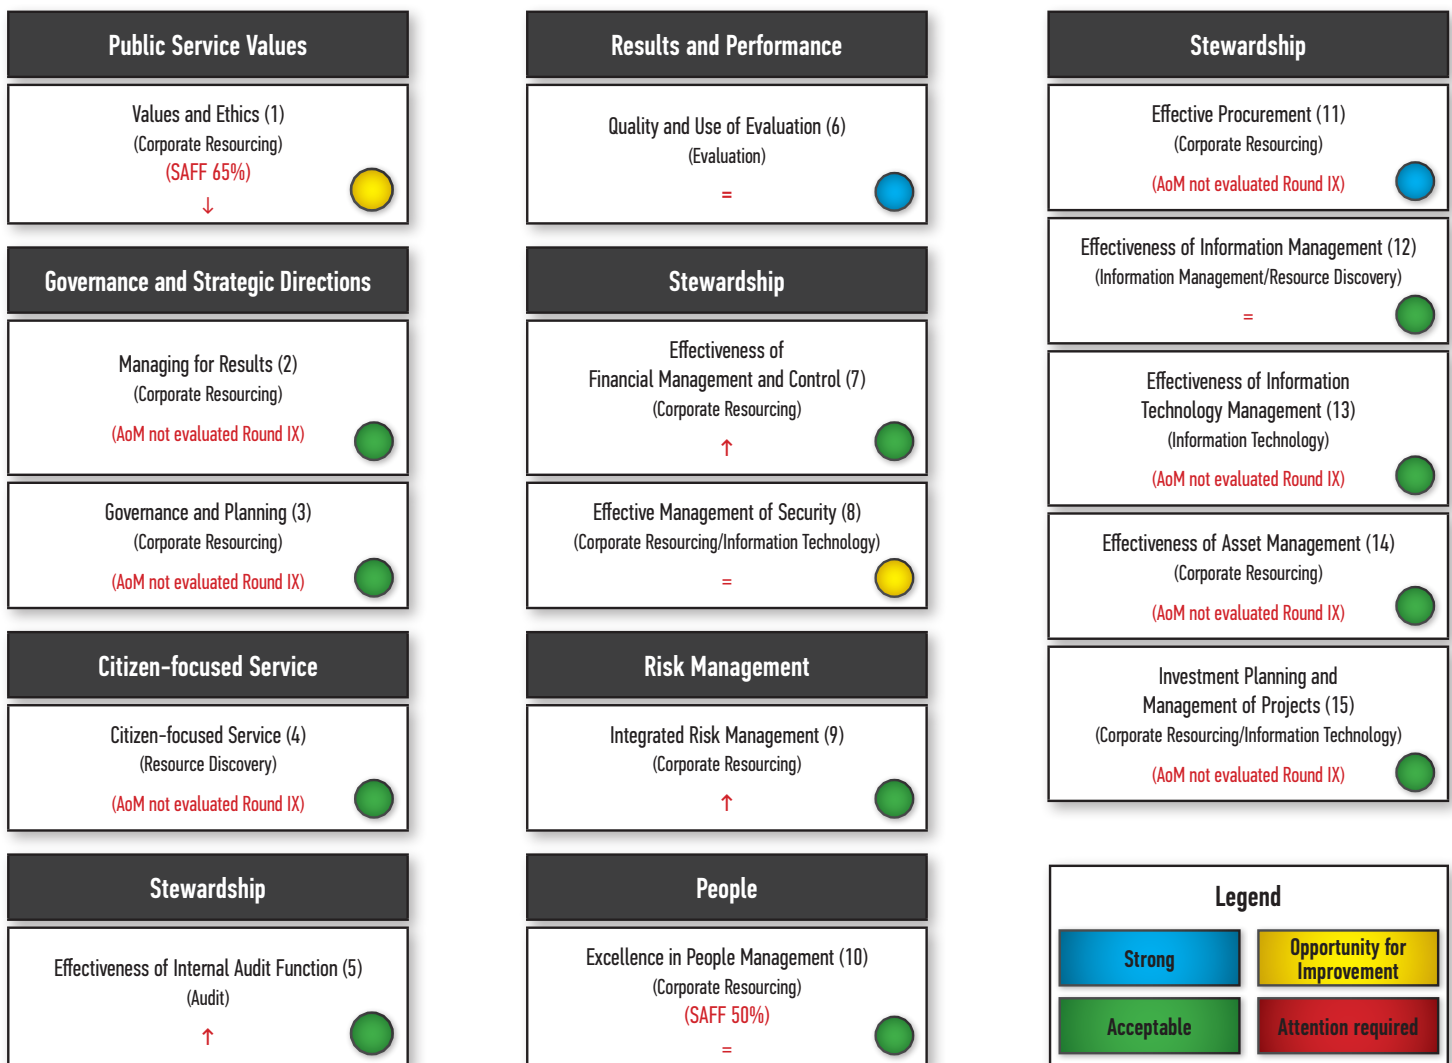 Public Service Values
Values and Ethics (1)
(Corporate Resourcing)
(SAFF 65%)
↓
Governance and Strategic Directions
Managing for Results (2)
(Corporate Resourcing)
(AoM not evaluated Round IX)
Governance and Planning (3)
(Corporate Resourcing)
(AoM not evaluated Round IX)
Citizen-focused Service
Citizen-focused Service (4)
(Resource Discovery)
(AoM not evaluated Round IX)
Stewardship
Effectiveness of Internal Audit Function (5)
(Audit)
↑
Results and Performance
Quality and Use of Evaluation (6)
(Evaluation)
=
Stewardship
Effectiveness of
Financial Management and Control (7)
(Corporate Resourcing)
↑
Effective Management of Security (8)
(Corporate Resourcing/Information Technology)
=
Risk Management
Integrated Risk Management (9)
(Corporate Resourcing)
↑
People
Excellence in People Management (10)
(Corporate Resourcing)
(SAFF 50%)
=
Stewardship
Effective Procurement (11)
(Corporate Resourcing)
(AoM not evaluated Round IX)
Effectiveness of Information Management (12)
(Information Management/Resource Discovery)
=
Effectiveness of Information
Technology Management (13)
(Information Technology)
(AoM not evaluated Round IX)
Effectiveness of Asset Management (14)
(Corporate Resourcing)
(AoM not evaluated Round IX)
Investment Planning and
Management of Projects (15)
(Corporate Resourcing/Information Technology)
(AoM not evaluated Round IX)
Legend
Strong
Opportunity for
Improvement
Acceptable
Attention required